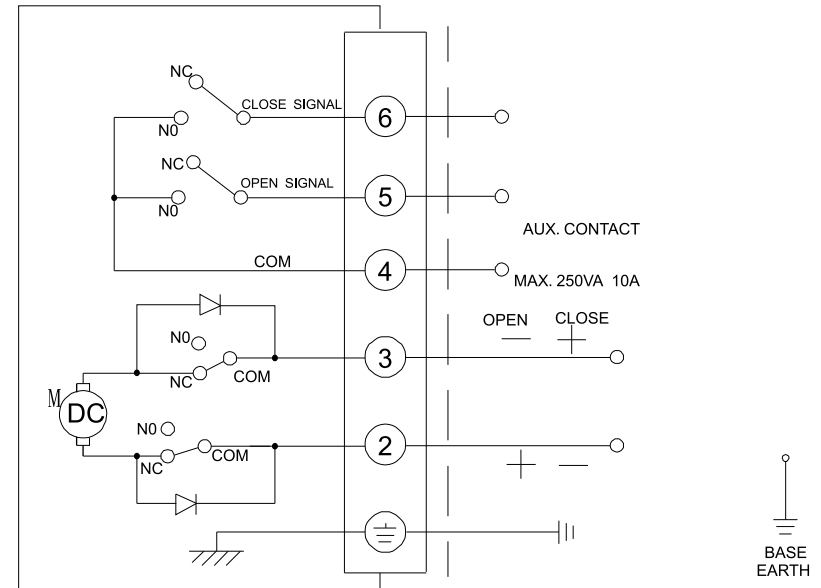 NC
CLOSE SIGNAL
N0
6
NC
OPEN SIGNAL
N0
5
AUX. CONTACT
COM
4
MAX. 250VA 10A
OPEN CLOSE
— +
N0
3
NC COM
M
DC
N0
2
NC COM
+ —
BASE
EARTH